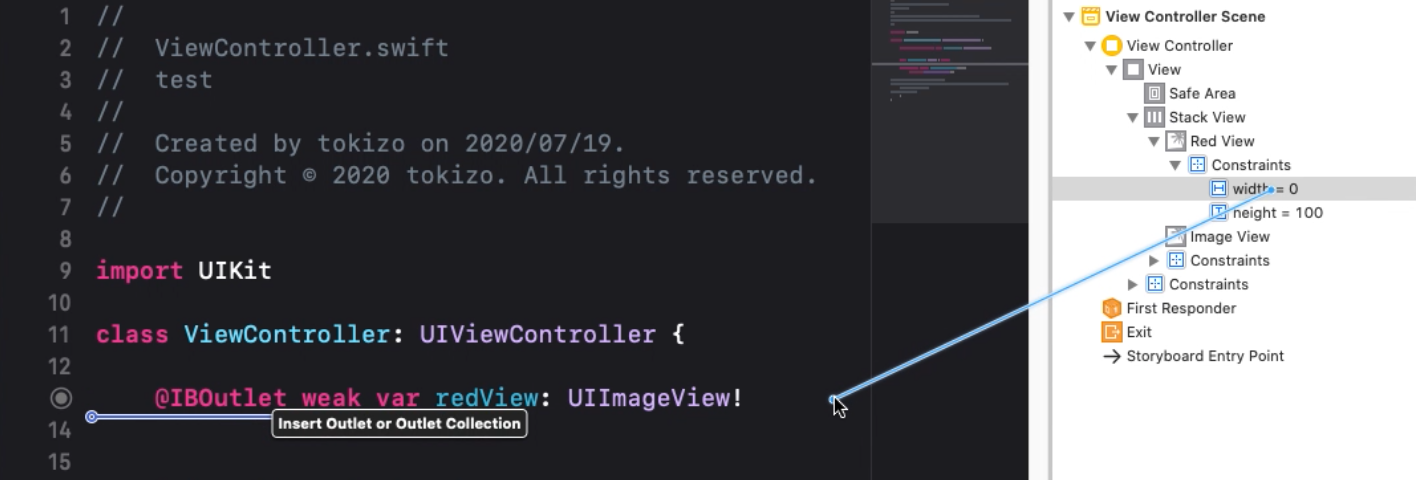 1 //
2 //  ViewController.swift
3 //  test
4 //
5 //  Created by tokizo on 2020/07/19.
6 //  Copyright © 2020 tokizo. All rights reserved.
7 //
8
9 import UIKit
10
11 class ViewController: UIViewController {
12
@IBOutlet weak var redView: UIImageView!
Insert Outlet or Outlet Collection
14
15
View Controller Scene
View Controller
View
Safe Area
Stack View
Red View
Constraints
width = 0
height = 100
Image View
Constraints
Constraints
First Responder
Exit
Storyboard Entry Point